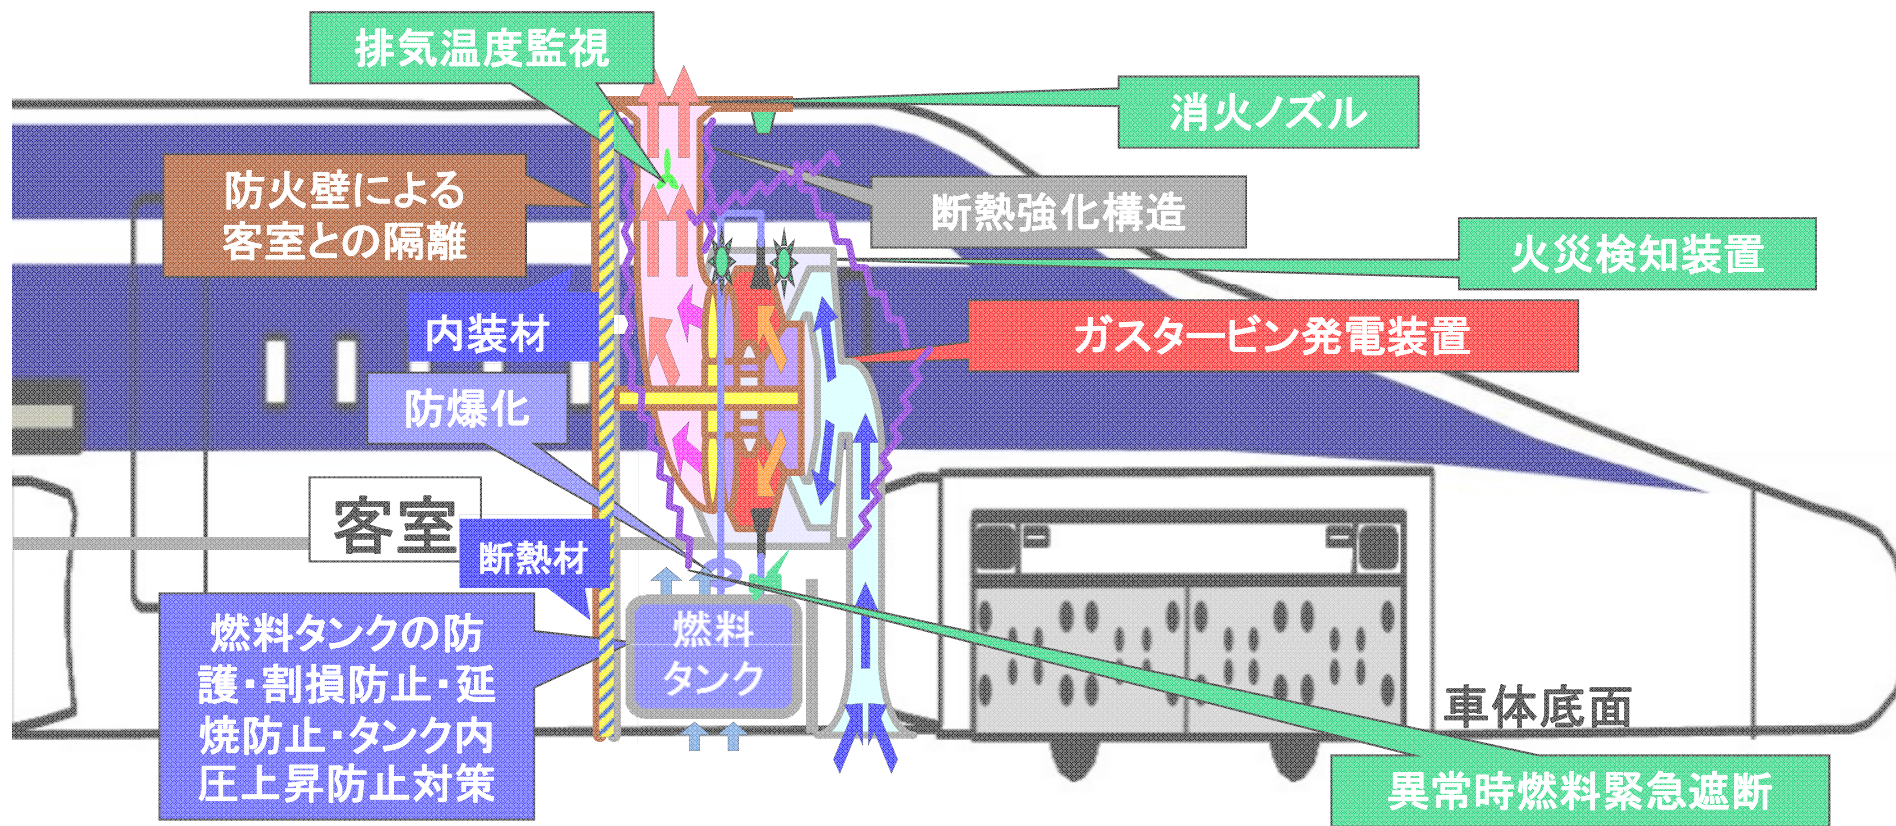 排気温度監視
消火ノズル
防火壁による
客室との隔離
断熱強化構造
火災検知装置
内装材
ガスタービン発電装置
防爆化
客室
断熱材
燃料タンクの防
護・割損防止・延
焼防止・タンク内
圧上昇防止対策
燃料
タンク
車体底面
異常時燃料緊急遮断